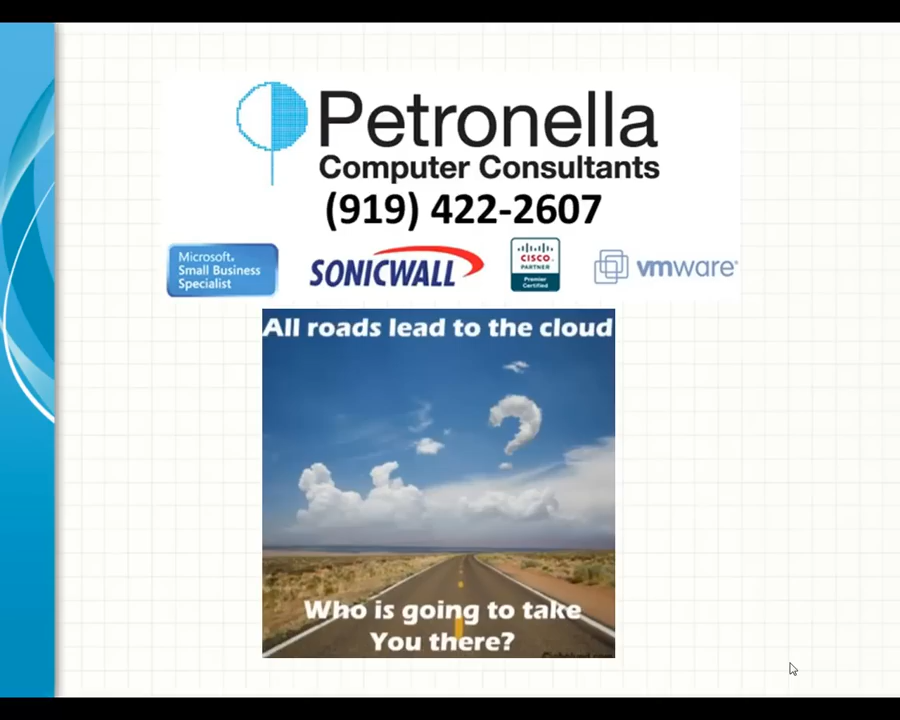 Petronella
Computer Consultants
(919) 422-2607
Microsoft®
Small Business
Specialist
SONICWALL
CISCO.
PARTNER
Premier
Certified
vmware®
All roads lead to the cloud
Who is going to take
You there?